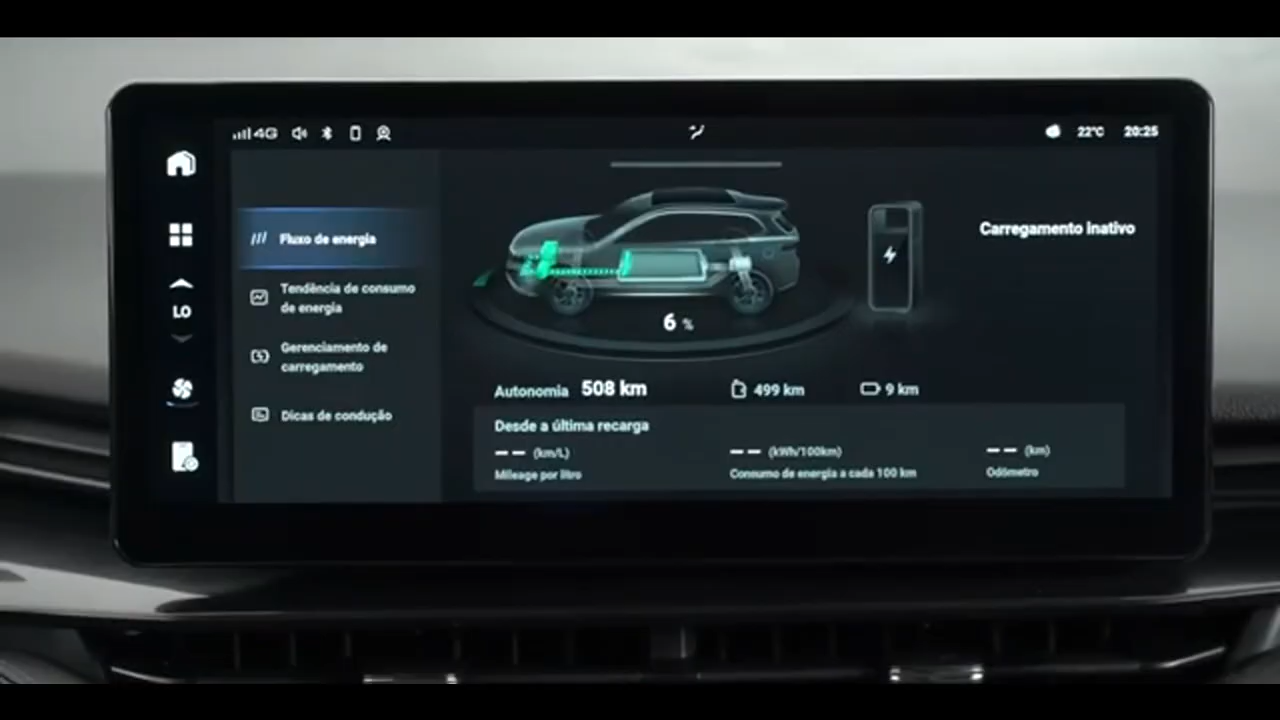 4G
22°C
20:25
LO
Fluxo de energia
Tendência de consumo
de energia
Gerenciamento de
carregamento
Dicas de condução
6 %
Carregamento inativo
Autonomia 508 km
499 km
9 km
Desde a última recarga
-- (km/L)
-- (kWh/100km)
-- (km)
Mileage por litro
Consumo de energia a cada 100 km
Odômetro